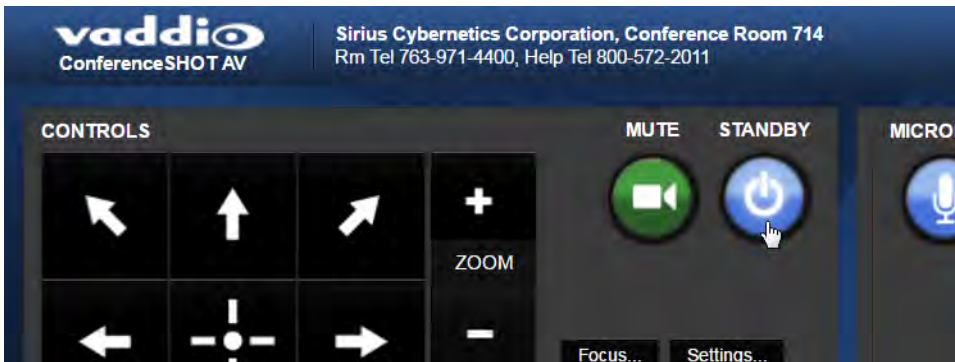 vaddio
ConferenceSHOT AV
Sirius Cybernetics Corporation, Conference Room 714
Rm Tel 763-971-4400, Help Tel 800-572-2011
CONTROLS
MUTE STANDBY
MICRO
+
ZOOM
-
Focus... Settings...